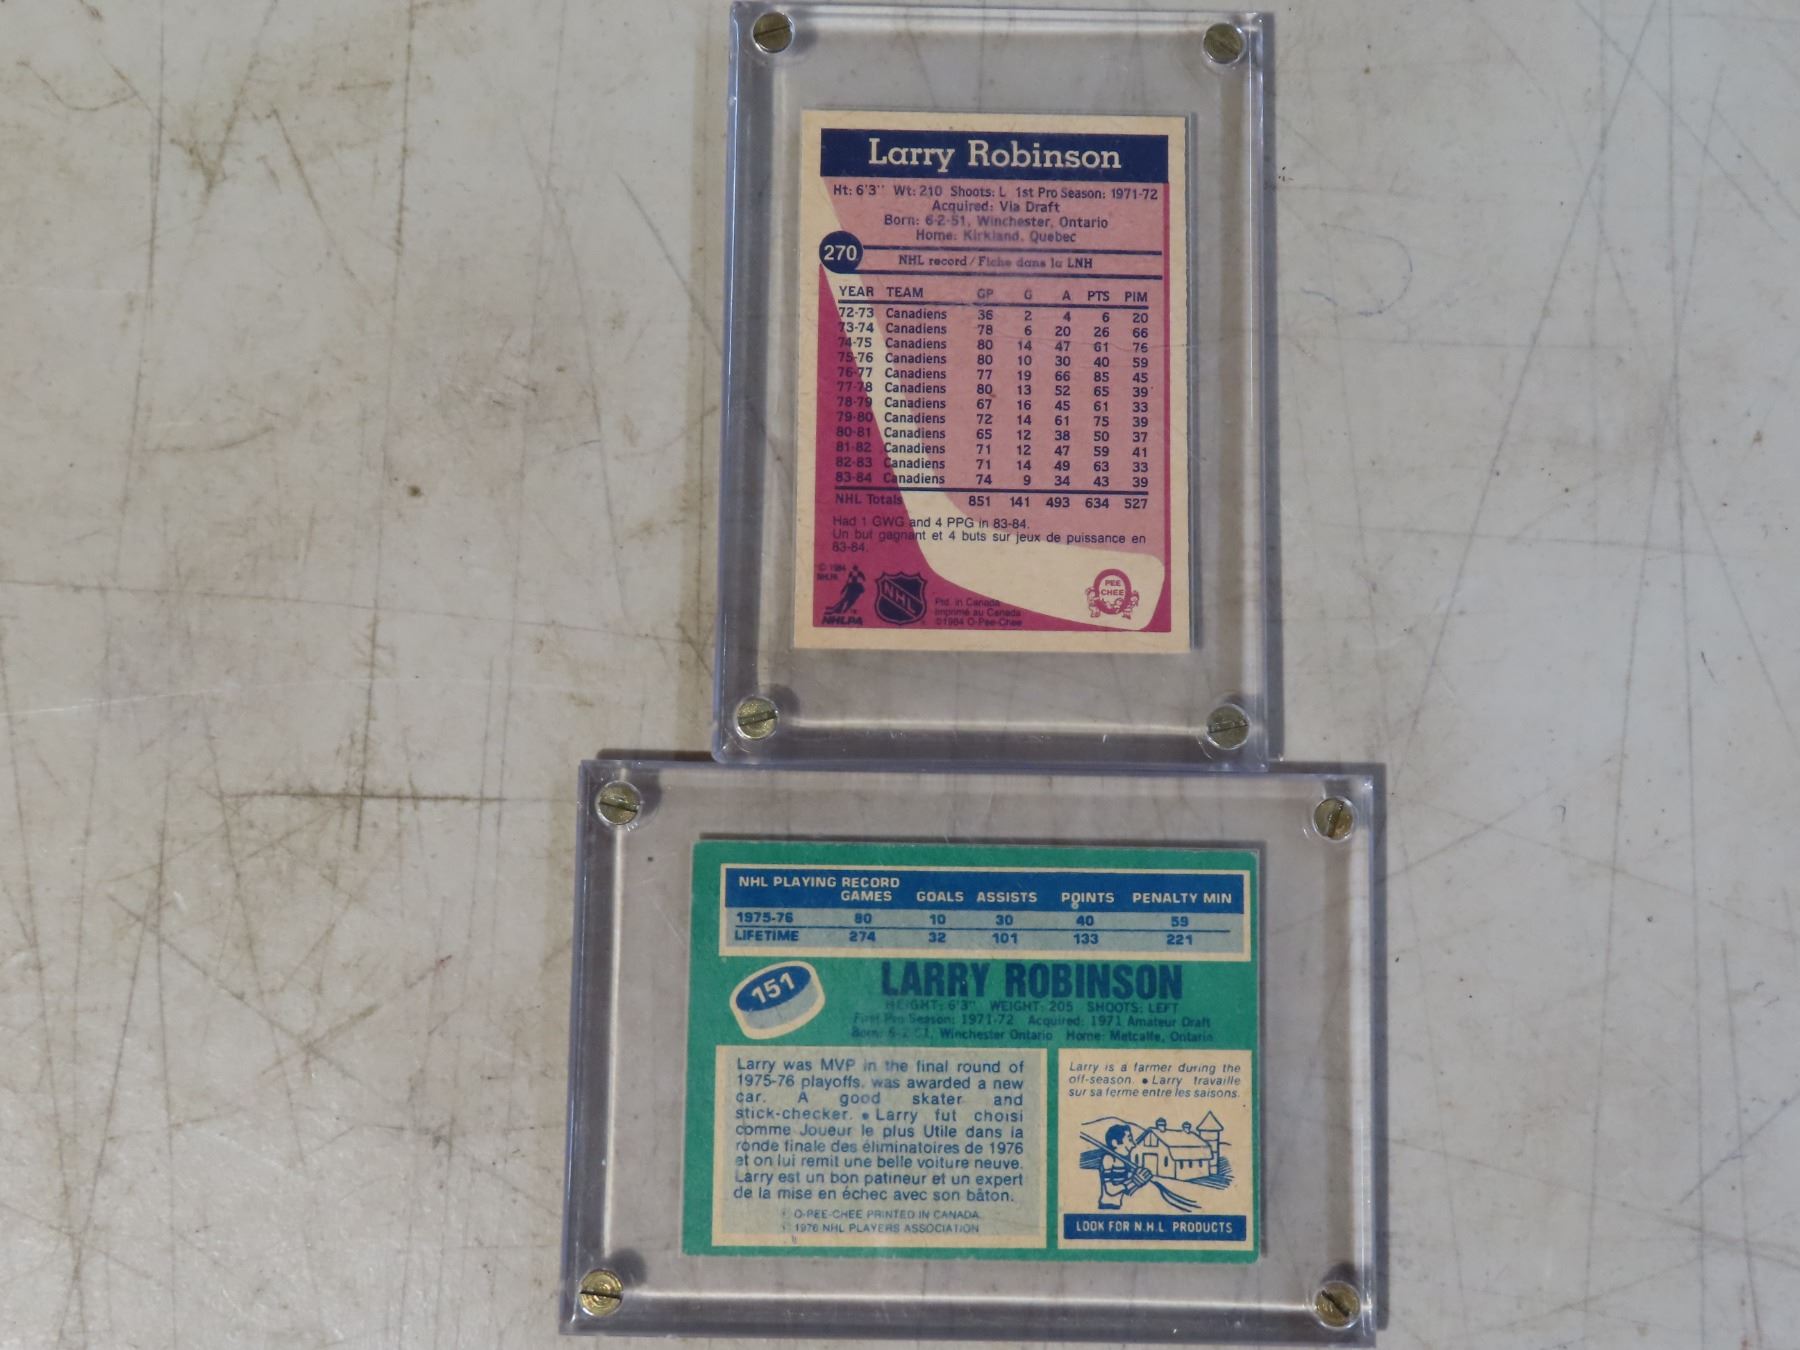 Larry Robinson
Ht: 6'3'' Wt: 210 Shoots: L 1st Pro Season: 1971-72
Acquired: Via Draft
Born: 6-2-51, Winchester, Ontario
Home: Kirkland, Quebec
270
NHL record/Fiche dans la LNH
YEAR TEAM GP G A PTS PIM
72-73 Canadiens 36 2 4 6 20
73-74 Canadiens 78 6 20 26 66
74-75 Canadiens 80 14 47 61 76
75-76 Canadiens 80 10 30 40 59
76-77 Canadiens 77 19 66 85 45
77-78 Canadiens 80 13 52 65 39
78-79 Canadiens 67 16 45 61 33
79-80 Canadiens 72 14 61 75 39
80-81 Canadiens 65 12 38 50 37
81-82 Canadiens 71 12 47 59 41
82-83 Canadiens 71 14 49 63 33
83-84 Canadiens 74 9 34 43 39
NHL Totals 851 141 493 634 527
Had 1 GWG and 4 PPG in 83-84.
Un but gagnant et 4 buts sur jeux de puissance en
83-84.
© 1984
NHLPA
NHLPA
NHL
Ptd. in Canada
Imprimé au Canada
©1984 O-Pee-Chee
PEE
CHEE
NHL PLAYING RECORD
GAMES GOALS ASSISTS POINTS PENALTY MIN
1975-76 80 10 30 40 59
LIFETIME 274 32 101 133 221
151
LARRY ROBINSON
HEIGHT: 6'3" WEIGHT: 205 SHOOTS: LEFT
First Pro Season: 1971-72 Acquired: 1971 Amateur Draft
Born: 6-2-51, Winchester Ontario Home: Metcalfe, Ontario
Larry was MVP in the final round of
1975-76 playoffs. was awarded a new
car. A good skater and
stick-checker. • Larry fut choisi
comme Joueur le plus Utile dans la
ronde finale des éliminatoires de 1976
et on lui remit une belle voiture neuve.
Larry est un bon patineur et un expert
de la mise en échec avec son bâton.
O-PEE-CHEE PRINTED IN CANADA
1976 NHL PLAYERS ASSOCIATION
Larry is a farmer during the
off-season. • Larry travaille
sur sa ferme entre les saisons.
LOOK FOR N.H.L. PRODUCTS